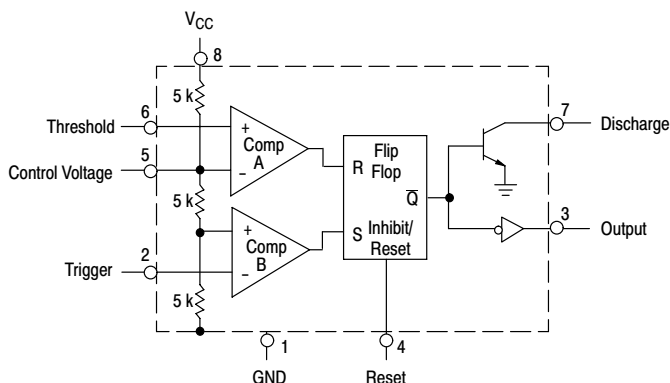 VCC
8
5 k
6
Threshold
+
Comp
A
−
5
Control Voltage
5 k
+
Comp
B
−
2
Trigger
5 k
R
Flip
Flop
Q
S
Inhibit/
Reset
7
Discharge
3
Output
1
GND
4
Reset